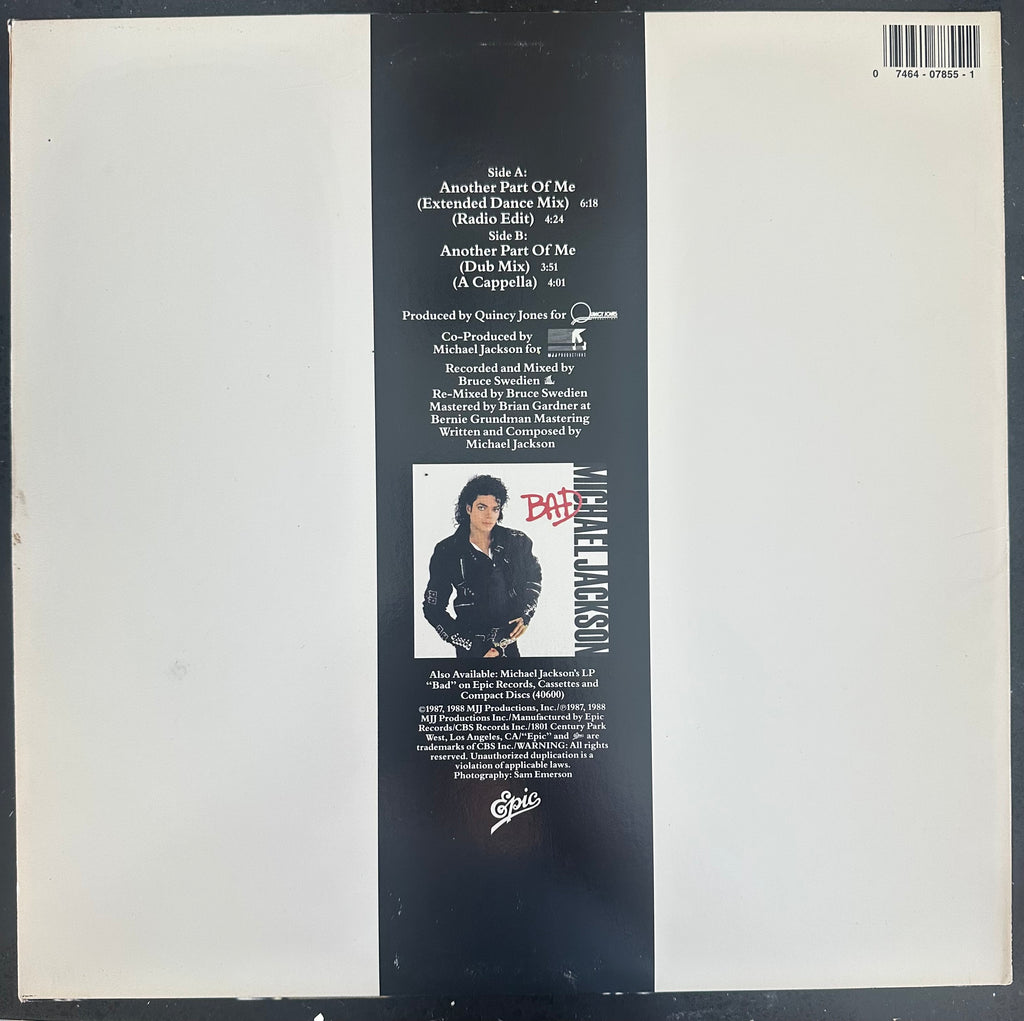 0 7464 - 07855 - 1
Side A:
Another Part Of Me
(Extended Dance Mix) 6:18
(Radio Edit) 4:24
Side B:
Another Part Of Me
(Dub Mix) 3:51
(A Cappella) 4:01
Produced by Quincy Jones for QUINCY JONES
Co-Produced by
Michael Jackson for MJJ PRODUCTIONS
Recorded and Mixed by
Bruce Swedien
Re-Mixed by Bruce Swedien
Mastered by Brian Gardner at
Bernie Grundman Mastering
Written and Composed by
Michael Jackson
BAD
MICHAEL JACKSON
Also Available: Michael Jackson's LP
"Bad" on Epic Records, Cassettes and
Compact Discs (40600)
©1987, 1988 MJJ Productions, Inc./℗1987, 1988
MJJ Productions Inc./Manufactured by Epic
Records/CBS Records Inc./1801 Century Park
West, Los Angeles, CA/"Epic" and are
trademarks of CBS Inc./WARNING: All rights
reserved. Unauthorized duplication is a
violation of applicable laws.
Photography: Sam Emerson
Epic